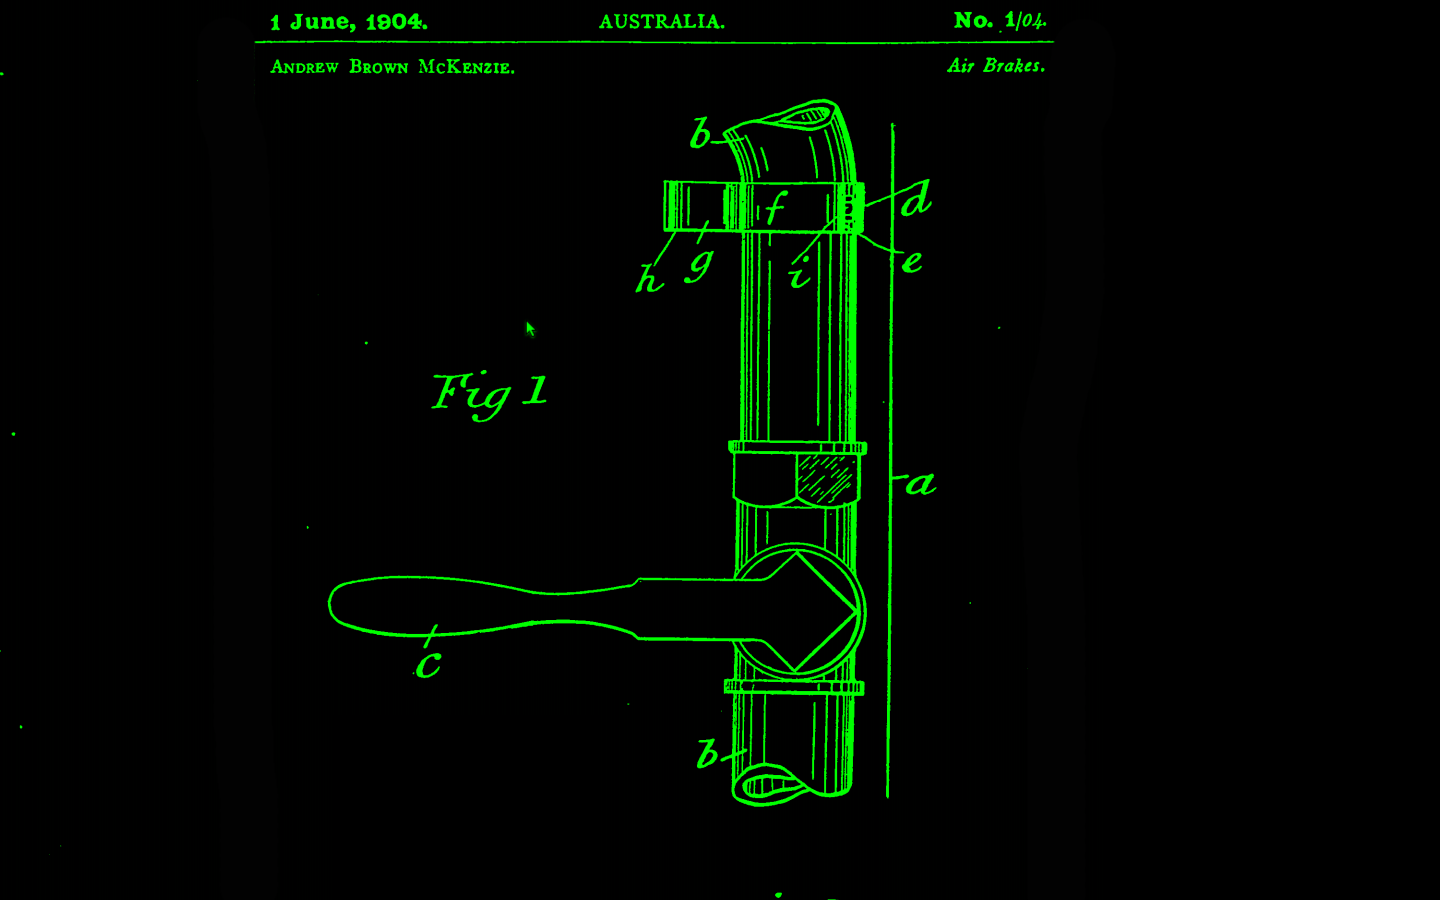 1 June, 1904. AUSTRALIA. No. 1/04.
Andrew Brown McKenzie. Air Brakes.
b
d
f
h g i e
Fig 1
a
c
b